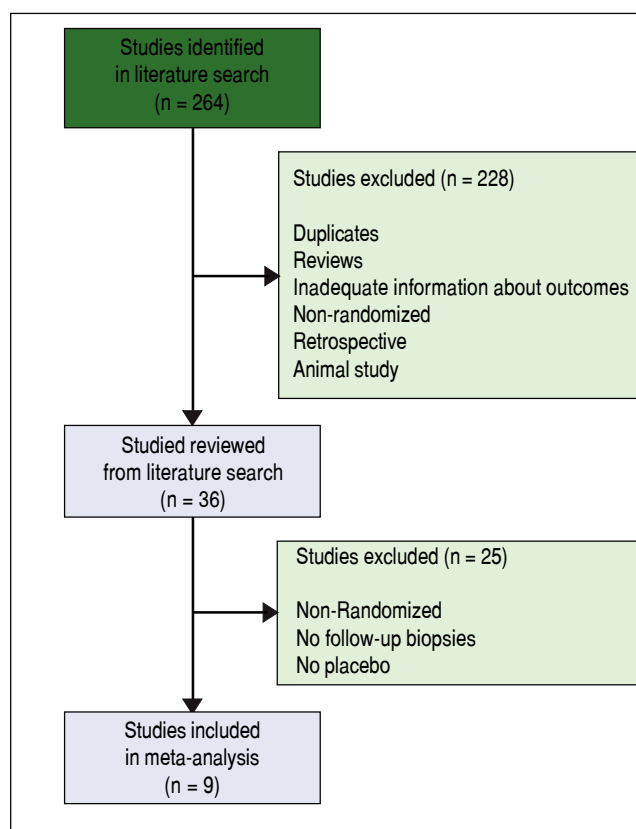 Studies identified
in literature search
(n = 264)
Studies excluded (n = 228)
Duplicates
Reviews
Inadequate information about outcomes
Non-randomized
Retrospective
Animal study
Studied reviewed
from literature search
(n = 36)
Studies excluded (n = 25)
Non-Randomized
No follow-up biopsies
No placebo
Studies included
in meta-analysis
(n = 9)